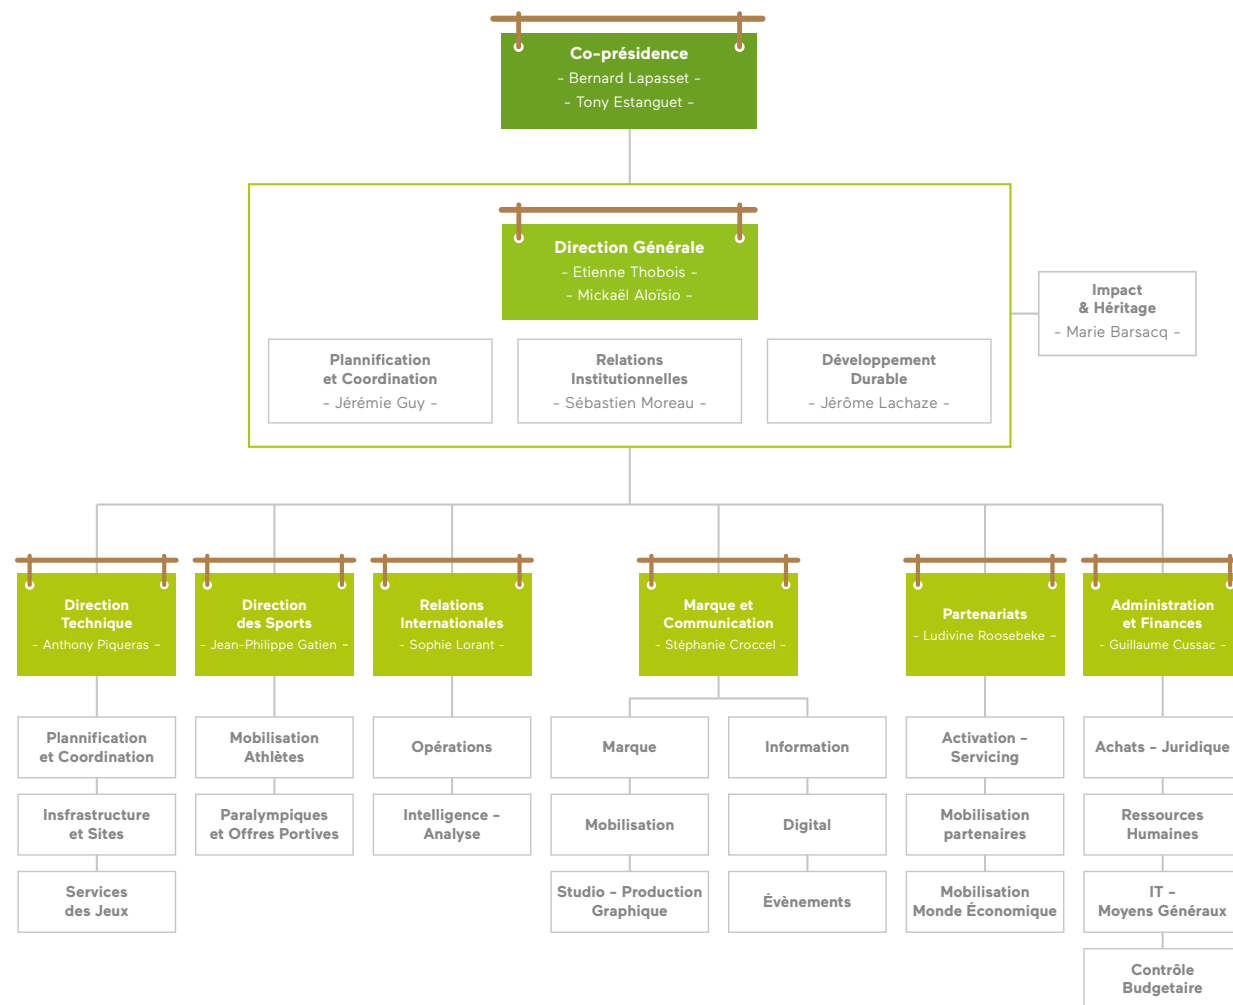 Co-présidence
- Bernard Lapasset -
- Tony Estanguet -
Direction Générale
- Etienne Thobois -
- Mickaël Aloïsio -
Impact
& Héritage
- Marie Barsacq -
Plannification
et Coordination
- Jérémie Guy -
Relations
Institutionnelles
- Sébastien Moreau -
Développement
Durable
- Jérôme Lachaze -
Direction
Technique
- Anthony Piqueras -
Direction
des Sports
- Jean-Philippe Gatien -
Relations
Internationales
- Sophie Lorant -
Marque et
Communication
- Stéphanie Croccel -
Partenariats
- Ludivine Roosebeke -
Administration
et Finances
- Guillaume Cussac -
Plannification
et Coordination
Insfrastructure
et Sites
Services
des Jeux
Mobilisation
Athlètes
Paralympiques
et Offres Portives
Opérations
Intelligence -
Analyse
Marque
Mobilisation
Studio - Production
Graphique
Information
Digital
Évènements
Activation -
Servicing
Mobilisation
partenaires
Mobilisation
Monde Économique
Achats - Juridique
Ressources
Humaines
IT -
Moyens Généraux
Contrôle
Budgetaire